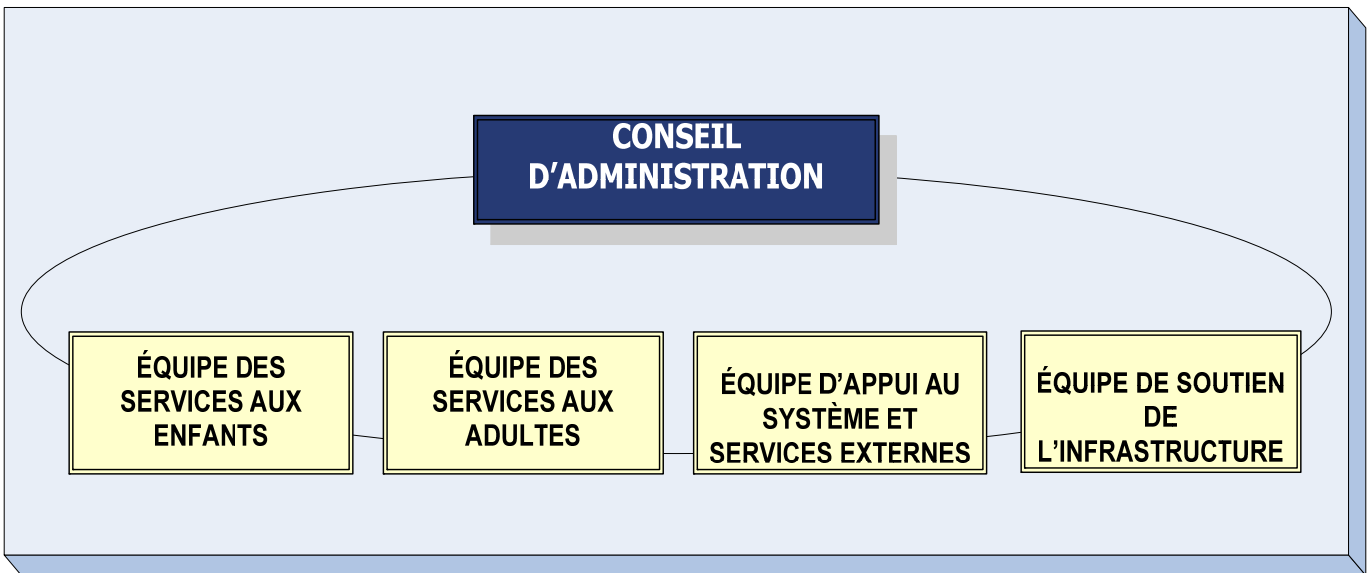 CONSEIL
D’ADMINISTRATION
ÉQUIPE DES
SERVICES AUX
ENFANTS
ÉQUIPE DES
SERVICES AUX
ADULTES
ÉQUIPE D’APPUI AU
SYSTÈME ET
SERVICES EXTERNES
ÉQUIPE DE SOUTIEN
DE
L’INFRASTRUCTURE